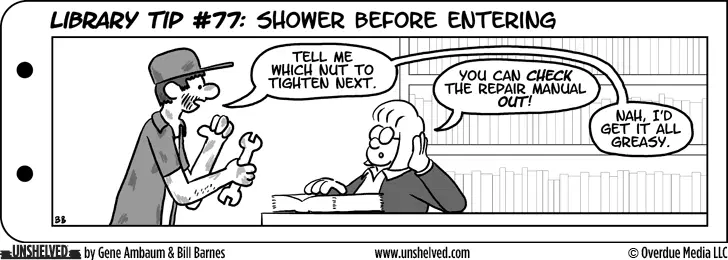 LIBRARY TIP #77: SHOWER BEFORE ENTERING
TELL ME
WHICH NUT TO
TIGHTEN NEXT.
YOU CAN CHECK
THE REPAIR MANUAL
OUT!
NAH, I'D
GET IT ALL
GREASY.
38
UNSHELVED by Gene Ambaum & Bill Barnes www.unshelved.com © Overdue Media LLC